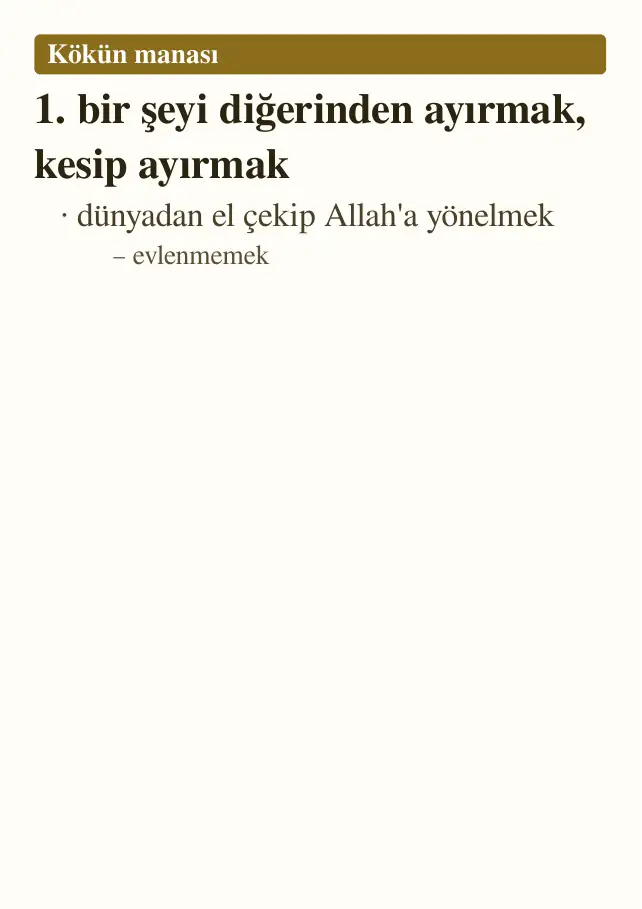 Kökün manası
1. bir şeyi diğerinden ayırmak,
kesip ayırmak
· dünyadan el çekip Allah'a yönelmek
– evlenmemek